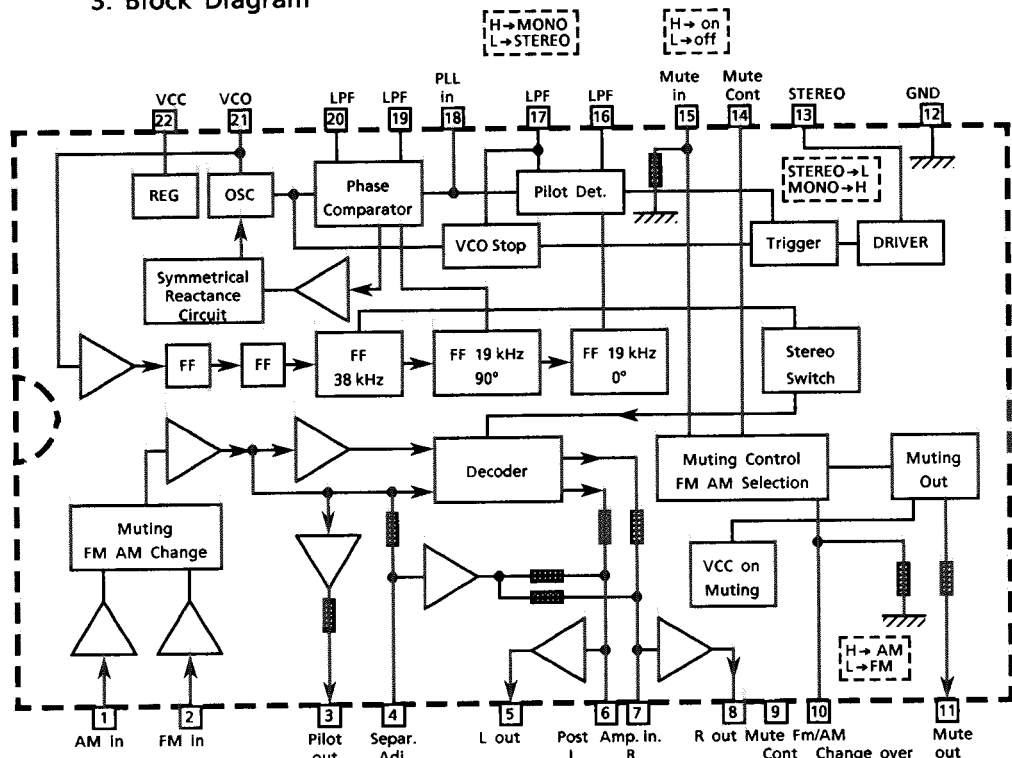 3. Block Diagram
H→MONO
L→STEREO
H→on
L→off
VCC
VCO
LPF
LPF
PLL
in
LPF
LPF
Mute
in
Mute
Cont
STEREO
GND
22
21
20
19
18
17
16
15
14
13
12
REG
OSC
Phase
Comparator
Pilot Det.
STEREO→L
MONO→H
VCO Stop
Trigger
DRIVER
Symmetrical
Reactance
Circuit
FF
FF
FF
38 kHz
FF 19 kHz
90°
FF 19 kHz
0°
Stereo
Switch
Decoder
Muting Control
FM AM Selection
Muting
Out
Muting
FM AM Change
VCC on
Muting
H→AM
L→FM
1
2
3
4
5
6
7
8
9
10
11
AM in
FM in
Pilot
out
Separ.
Adj
L out
Post Amp. in.
L R
R out
Mute
Cont
Fm/AM
Change over
Mute
out